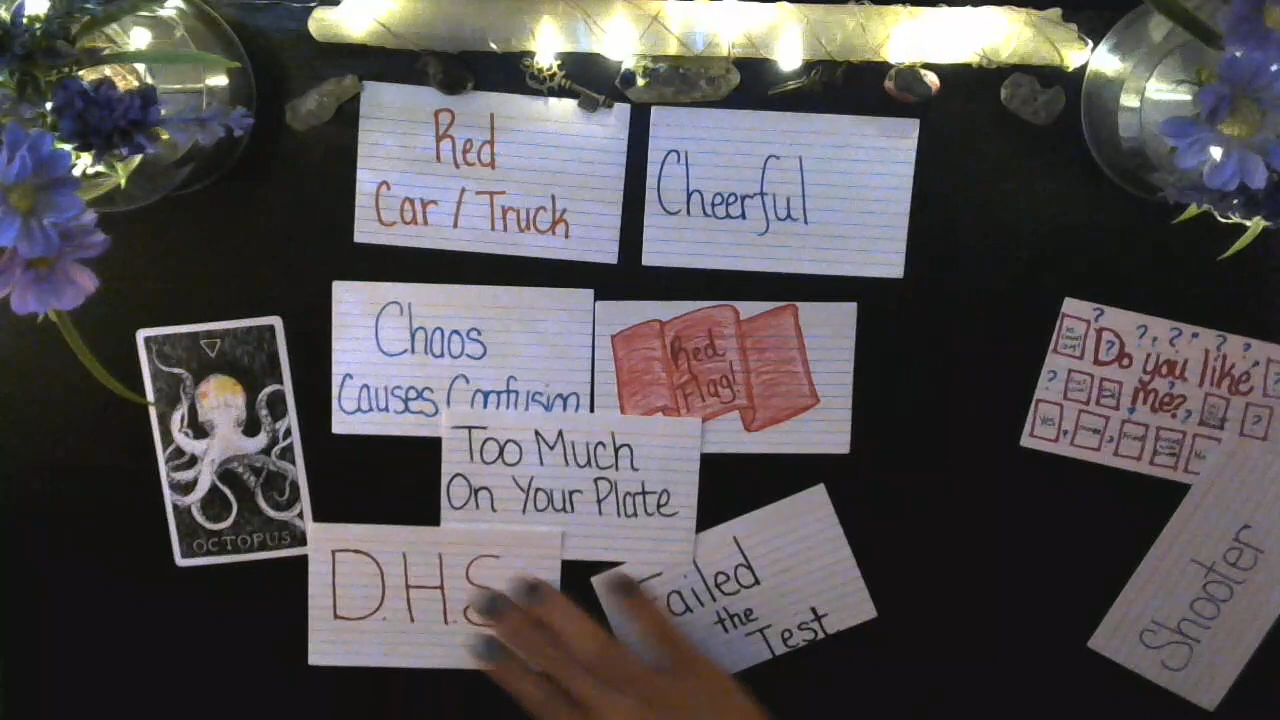 Red
Car / Truck
Cheerful
Chaos
Causes Confusion
Red
Flag!
Too Much
On Your Plate
OCTOPUS
D.H.S
Failed
the
Test
? ? ? ? ? ?
Do you like
me?
Yes
Shooter